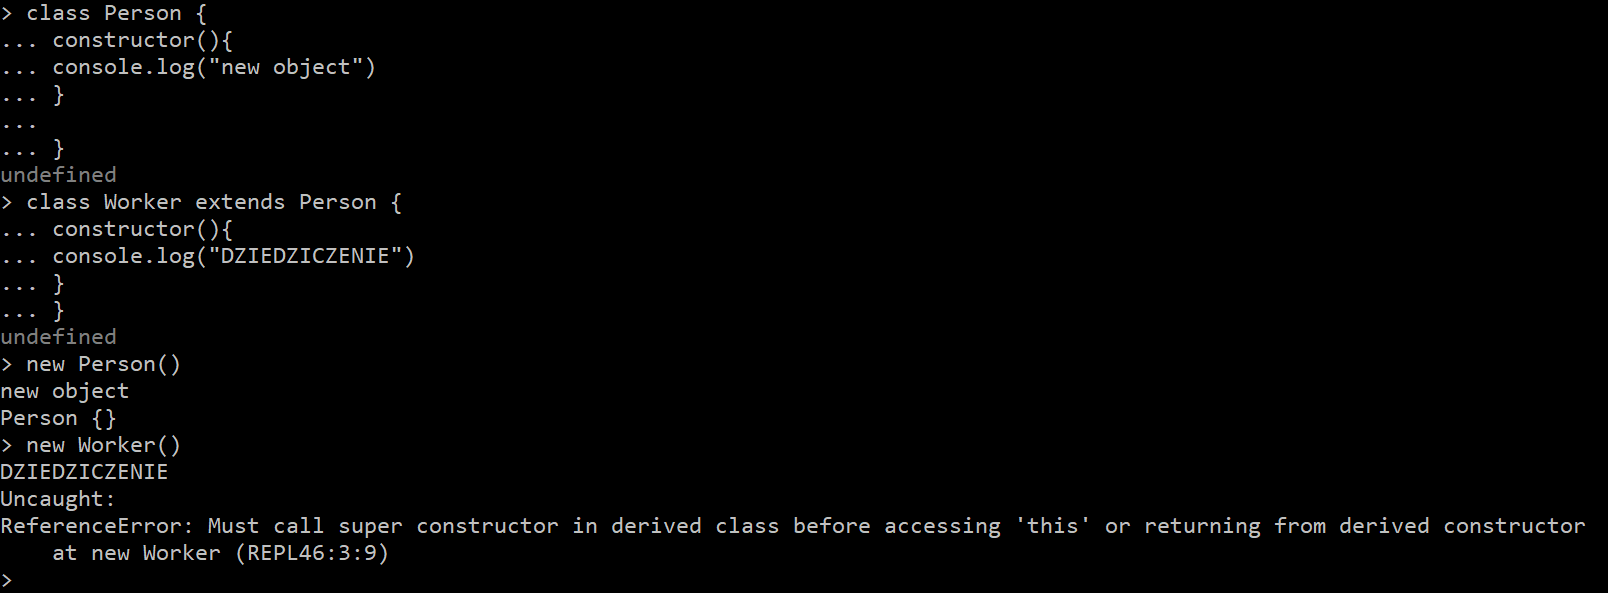 > class Person {
... constructor(){
... console.log("new object")
... }
...
... }
undefined
> class Worker extends Person {
... constructor(){
... console.log("DZIEDZICZENIE")
... }
... }
undefined
> new Person()
new object
Person {}
> new Worker()
DZIEDZICZENIE
Uncaught:
ReferenceError: Must call super constructor in derived class before accessing 'this' or returning from derived constructor
    at new Worker (REPL46:3:9)
>